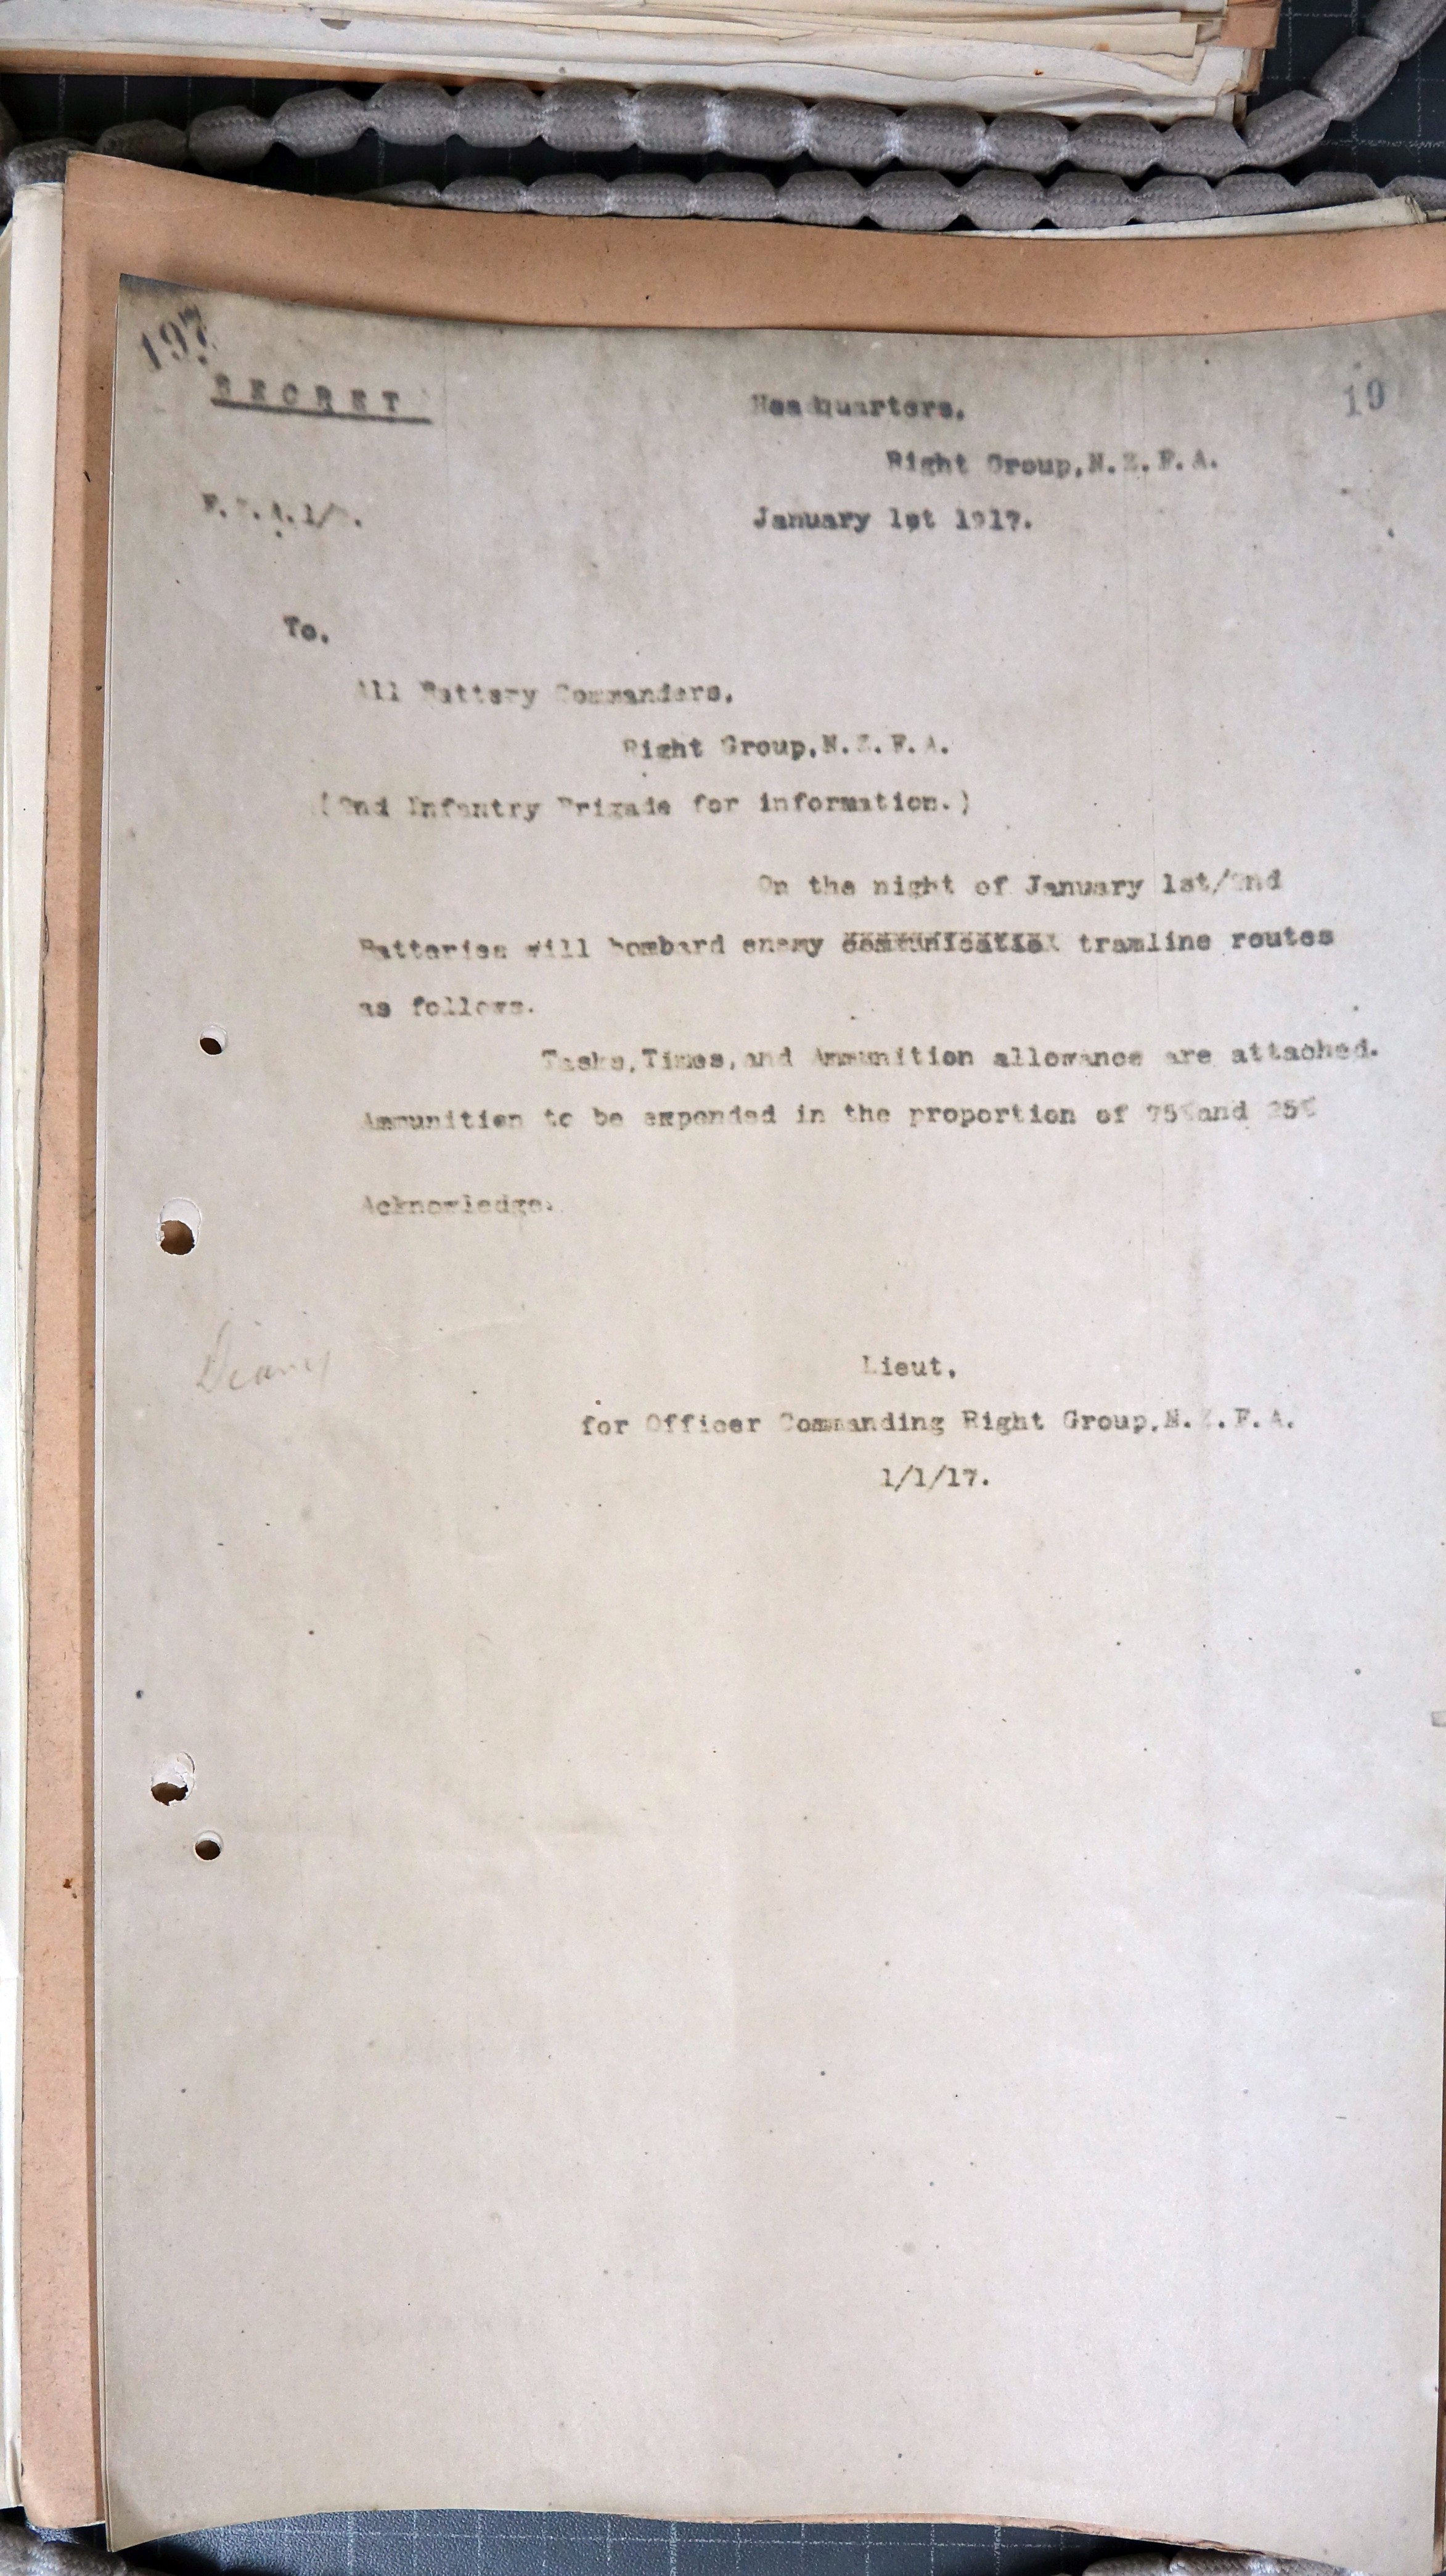 197
SECRET
Headquarters,
10
Right Group,N.Z.F.A.
January 1st 1917.
To,
All Battery Commanders,
Right Group,N.Z.F.A.
(2nd Infantry Brigade for information.)
On the night of January 1st/2nd
Batteries will bombard enemy communication tramline routes
as follows.
Tasks,Times,and Ammunition allowance are attached.
Ammunition to be expended in the proportion of 75% and 25%
Acknowledge.
Diary
Lieut,
for Officer Commanding Right Group,N.Z.F.A.
1/1/17.